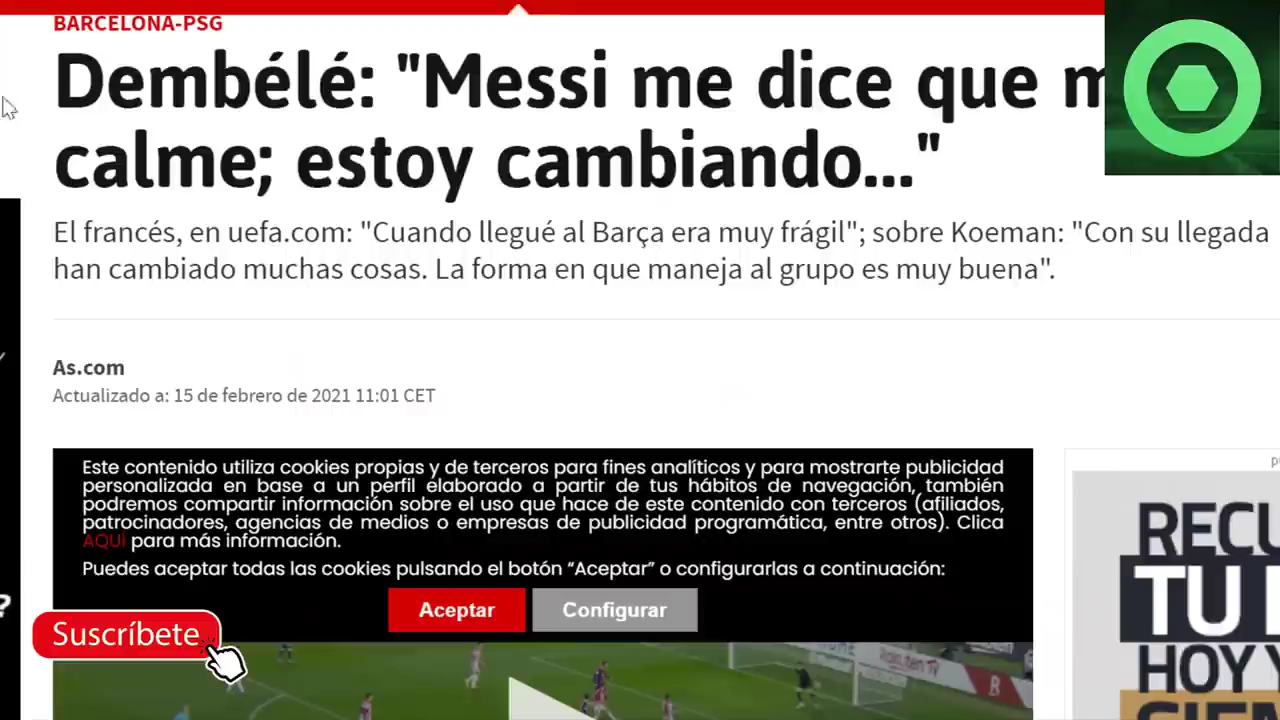 BARCELONA-PSG
Dembélé: "Messi me dice que
calme; estoy cambiando..."
El francés, en uefa.com: "Cuando llegué al Barça era muy frágil"; sobre Koeman: "Con su llegada
han cambiado muchas cosas. La forma en que maneja al grupo es muy buena".
As.com
Actualizado a: 15 de febrero de 2021 11:01 CET
Este contenido utiliza cookies propias y de terceros para fines analíticos y para mostrarte publicidad
personalizada en base a un perfil elaborado a partir de tus hábitos de navegación, también
podremos compartir información sobre el uso que hace de este contenido con terceros (afiliados,
patrocinadores, agencias de medios o empresas de publicidad programática, entre otros). Clica
AQUÍ para más información.
Puedes aceptar todas las cookies pulsando el botón “Aceptar” o configurarlas a continuación:
Aceptar
Configurar
Suscríbete
RECU
TU
HOY Y